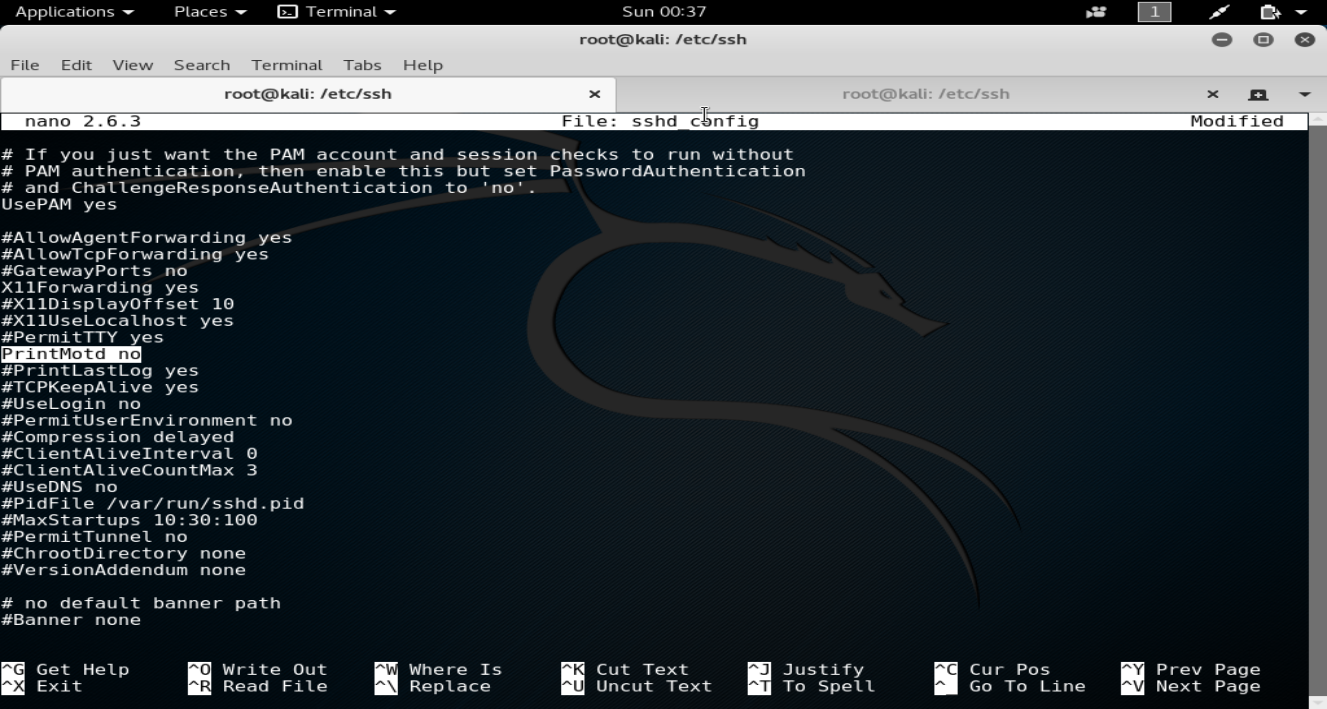 Applications Places Terminal Sun 00:37 1
root@kali: /etc/ssh
File Edit View Search Terminal Tabs Help
root@kali: /etc/ssh × root@kali: /etc/ssh ×
nano 2.6.3 File: sshd_config Modified
# If you just want the PAM account and session checks to run without
# PAM authentication, then enable this but set PasswordAuthentication
# and ChallengeResponseAuthentication to 'no'.
UsePAM yes
#AllowAgentForwarding yes
#AllowTcpForwarding yes
#GatewayPorts no
X11Forwarding yes
#X11DisplayOffset 10
#X11UseLocalhost yes
#PermitTTY yes
PrintMotd no
#PrintLastLog yes
#TCPKeepAlive yes
#UseLogin no
#PermitUserEnvironment no
#Compression delayed
#ClientAliveInterval 0
#ClientAliveCountMax 3
#UseDNS no
#PidFile /var/run/sshd.pid
#MaxStartups 10:30:100
#PermitTunnel no
#ChrootDirectory none
#VersionAddendum none
# no default banner path
#Banner none
^G Get Help ^O Write Out ^W Where Is ^K Cut Text ^J Justify ^C Cur Pos ^Y Prev Page
^X Exit ^R Read File ^\ Replace ^U Uncut Text ^T To Spell ^_ Go To Line ^V Next Page